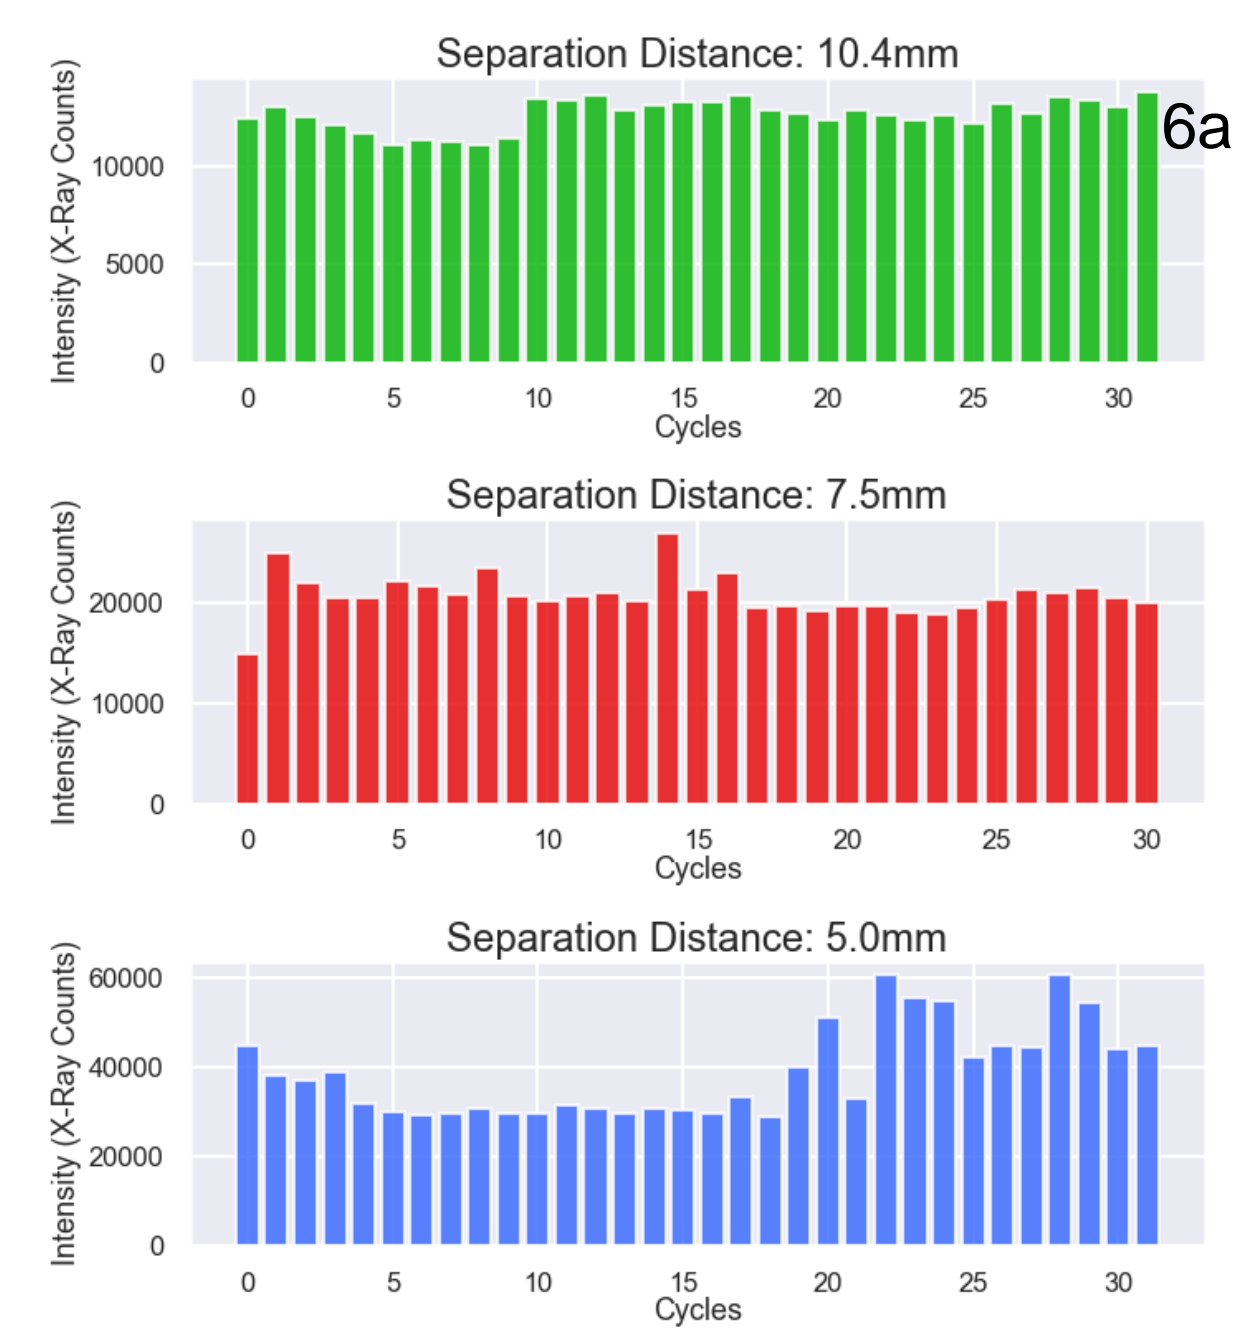 Separation Distance: 10.4mm
6a
Intensity (X-Ray Counts)
10000
5000
0
0 5 10 15 20 25 30
Cycles
Separation Distance: 7.5mm
Intensity (X-Ray Counts)
20000
10000
0
0 5 10 15 20 25 30
Cycles
Separation Distance: 5.0mm
Intensity (X-Ray Counts)
60000
40000
20000
0
0 5 10 15 20 25 30
Cycles